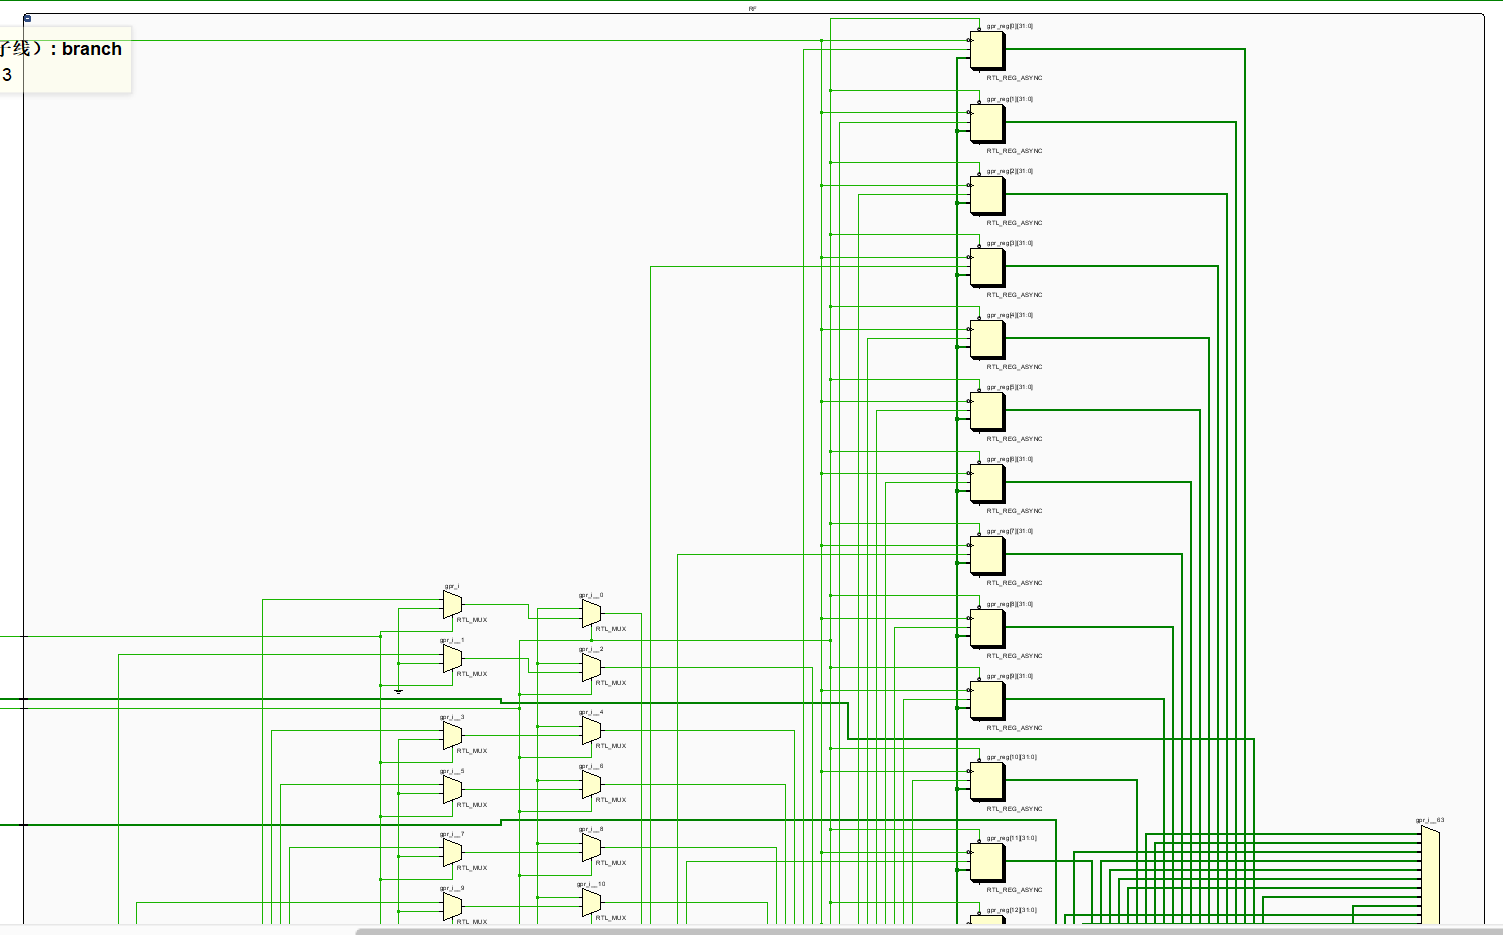 RF
子线）: branch
3
gpr_reg[0][31:0]
RTL_REG_ASYNC
gpr_reg[1][31:0]
RTL_REG_ASYNC
gpr_reg[2][31:0]
RTL_REG_ASYNC
gpr_reg[3][31:0]
RTL_REG_ASYNC
gpr_reg[4][31:0]
RTL_REG_ASYNC
gpr_reg[5][31:0]
RTL_REG_ASYNC
gpr_reg[6][31:0]
RTL_REG_ASYNC
gpr_reg[7][31:0]
RTL_REG_ASYNC
gpr_i
RTL_MUX
gpr_i__0
RTL_MUX
gpr_reg[8][31:0]
RTL_REG_ASYNC
gpr_i__1
RTL_MUX
gpr_i__2
RTL_MUX
gpr_reg[9][31:0]
RTL_REG_ASYNC
gpr_i__3
RTL_MUX
gpr_i__4
RTL_MUX
gpr_reg[10][31:0]
RTL_REG_ASYNC
gpr_i__5
RTL_MUX
gpr_i__6
RTL_MUX
gpr_i__63
gpr_i__7
RTL_MUX
gpr_i__8
RTL_MUX
gpr_reg[11][31:0]
RTL_REG_ASYNC
gpr_i__9
RTL_MUX
gpr_i__10
RTL_MUX
gpr_reg[12][31:0]